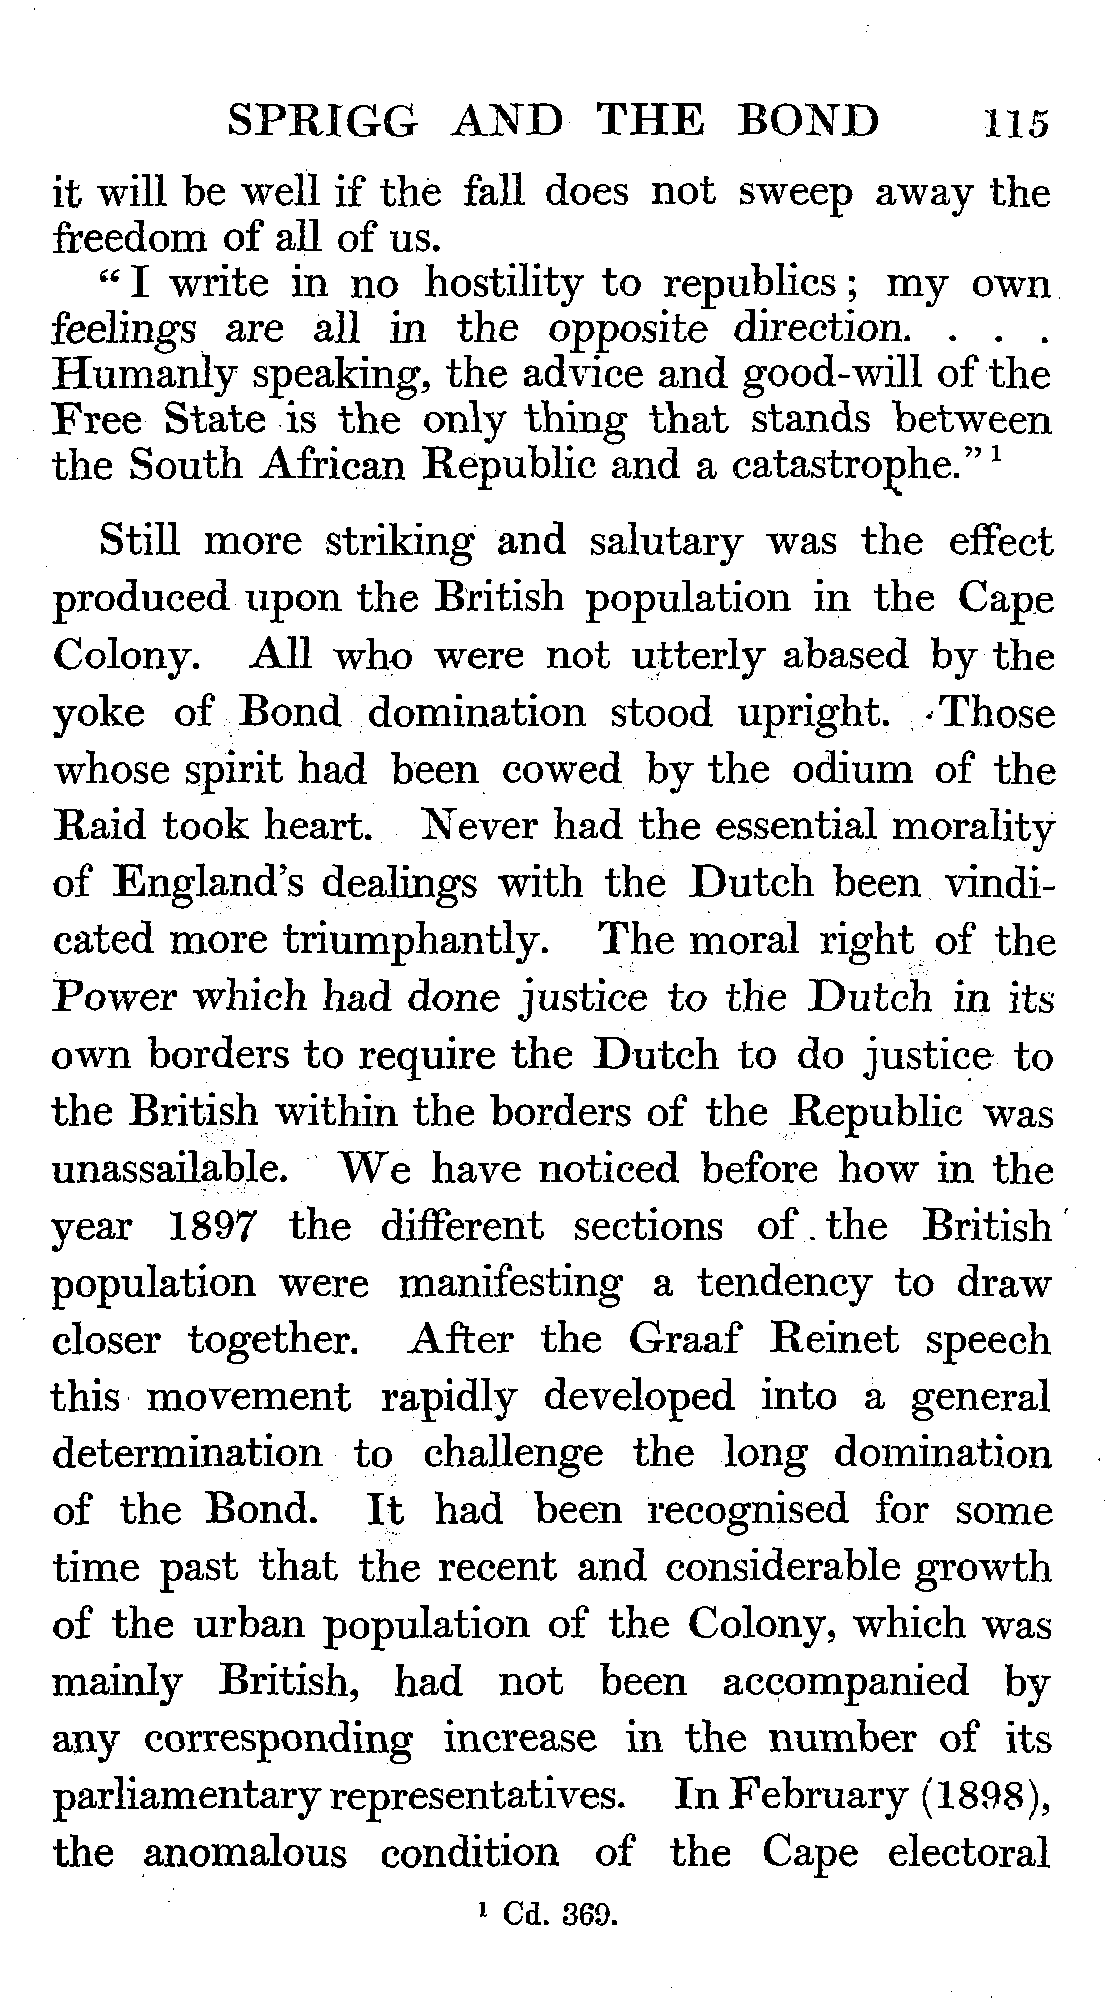 SPRIGG AND THE BOND 115
it will be well if the fall does not sweep away the
freedom of all of us.
“I write in no hostility to republics; my own
feelings are all in the opposite direction. . . .
Humanly speaking, the advice and good-will of the
Free State is the only thing that stands between
the South African Republic and a catastrophe.” ¹
Still more striking and salutary was the effect
produced upon the British population in the Cape
Colony. All who were not utterly abased by the
yoke of Bond domination stood upright. Those
whose spirit had been cowed by the odium of the
Raid took heart. Never had the essential morality
of England’s dealings with the Dutch been vindi-
cated more triumphantly. The moral right of the
Power which had done justice to the Dutch in its
own borders to require the Dutch to do justice to
the British within the borders of the Republic was
unassailable. We have noticed before how in the
year 1897 the different sections of the British
population were manifesting a tendency to draw
closer together. After the Graaf Reinet speech
this movement rapidly developed into a general
determination to challenge the long domination
of the Bond. It had been recognised for some
time past that the recent and considerable growth
of the urban population of the Colony, which was
mainly British, had not been accompanied by
any corresponding increase in the number of its
parliamentary representatives. In February (1898),
the anomalous condition of the Cape electoral
¹ Cd. 369.